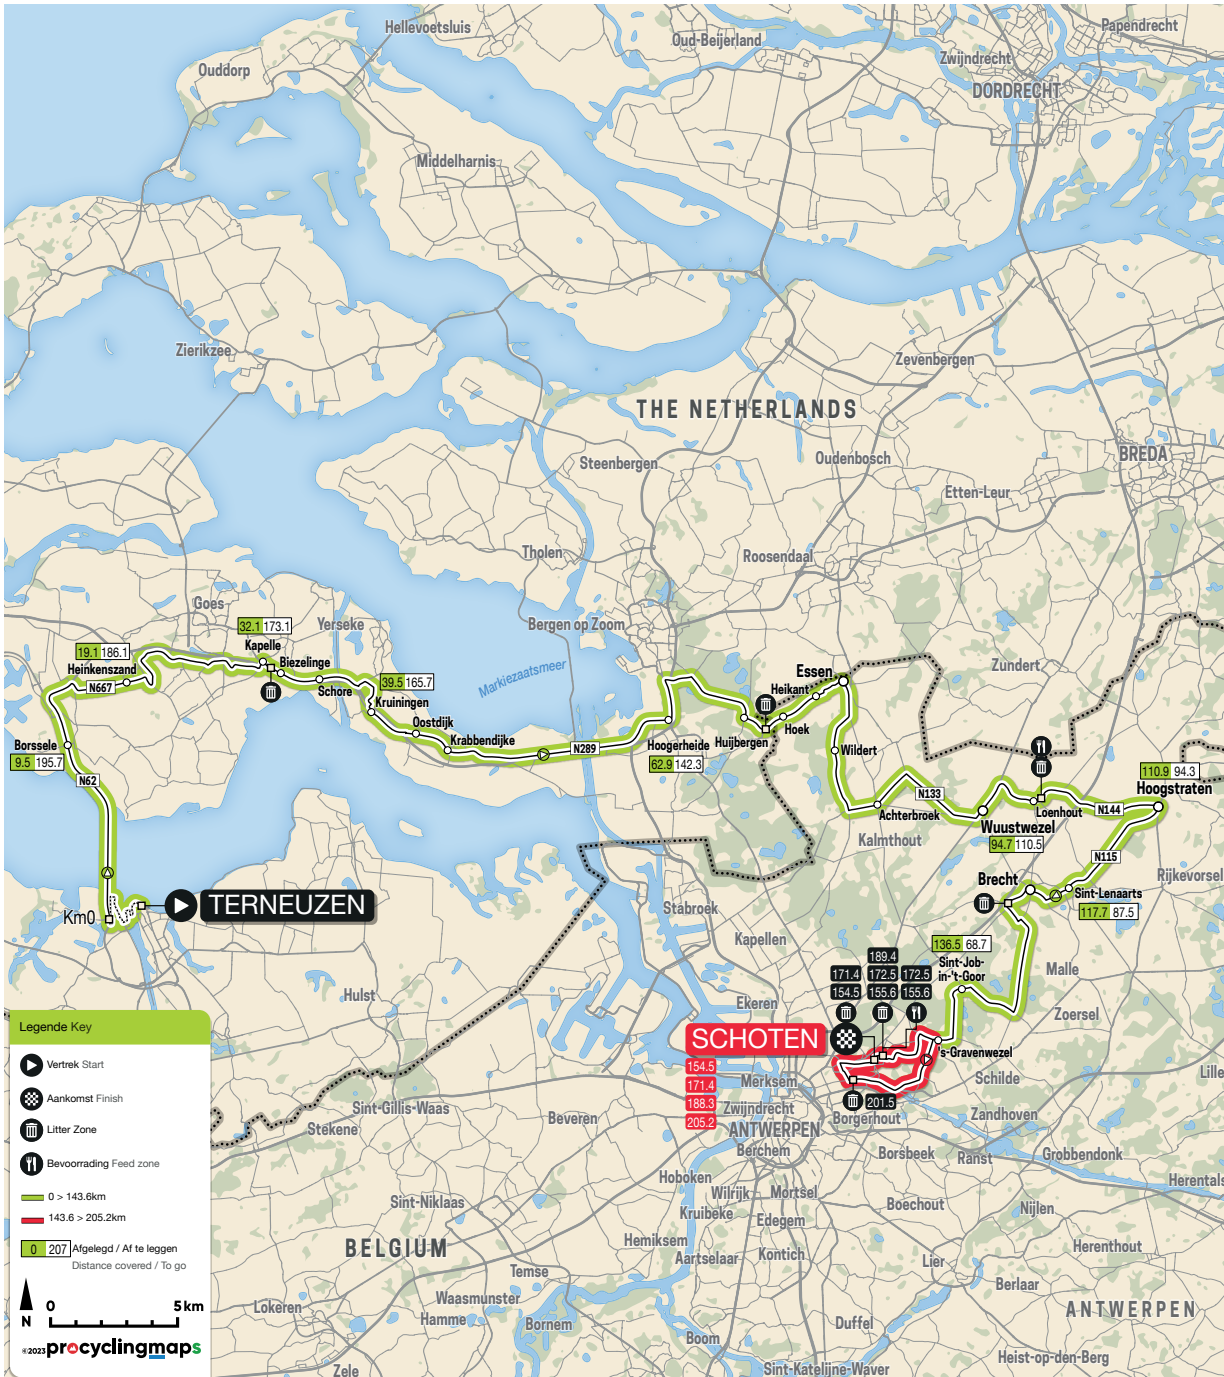 Hellevoetsluis
Papendrecht
Oud-Beijerland
Zwijndrecht
Ouddorp
DORDRECHT
Middelharnis
Zierikzee
Zevenbergen
THE NETHERLANDS
BREDA
Steenbergen
Oudenbosch
Etten-Leur
Tholen
Roosendaal
Goes
Yerseke
Bergen op Zoom
32.1 173.1
Kapelle
19.1 186.1
Heinkenszand
Biezelinge
N667
Schore
39.5 165.7
Kruiningen
Markiezaatsmeer
Essen
Heikant
Zundert
Oostdijk
Krabbendijke
Hoek
Huijbergen
Borssele
9.5 195.7
N289
Hoogerheide
62.9 142.3
Wildert
N62
110.9 94.3
Hoogstraten
N133
Achterbroek
Loenhout
N144
Wuustwezel
94.7 110.5
Kalmthout
N115
Rijkevorsel
Brecht
Sint-Lenaarts
117.7 87.5
TERNEUZEN
Km0
Stabroek
Kapellen
136.5 68.7
Sint-Job-
in-'t-Goor
Malle
189.4
171.4
172.5
172.5
154.5
155.6
155.6
Hulst
Ekeren
Zoersel
SCHOTEN
's-Gravenwezel
154.5
171.4
188.3
205.2
Merksem
Schilde
Lille
Zwijndrecht
201.5
Borgerhout
Zandhoven
Sint-Gillis-Waas
Stekene
Beveren
ANTWERPEN
Berchem
Borsbeek
Ranst
Grobbendonk
Herentals
Hoboken
Wilrijk
Mortsel
Sint-Niklaas
Kruibeke
Edegem
Boechout
Nijlen
BELGIUM
Hemiksem
Aartselaar
Kontich
Lier
Herenthout
Temse
Berlaar
Waasmunster
Lokeren
Hamme
Bornem
Boom
Duffel
ANTWERPEN
Zele
Sint-Katelijne-Waver
Heist-op-den-Berg
Legende Key
Vertrek Start
Aankomst Finish
Litter Zone
Bevoorrading Feed zone
0 > 143.6km
143.6 > 205.2km
0 207 Afgelegd / Af te leggen
Distance covered / To go
N
0 5 km
©2023 procyclingmaps